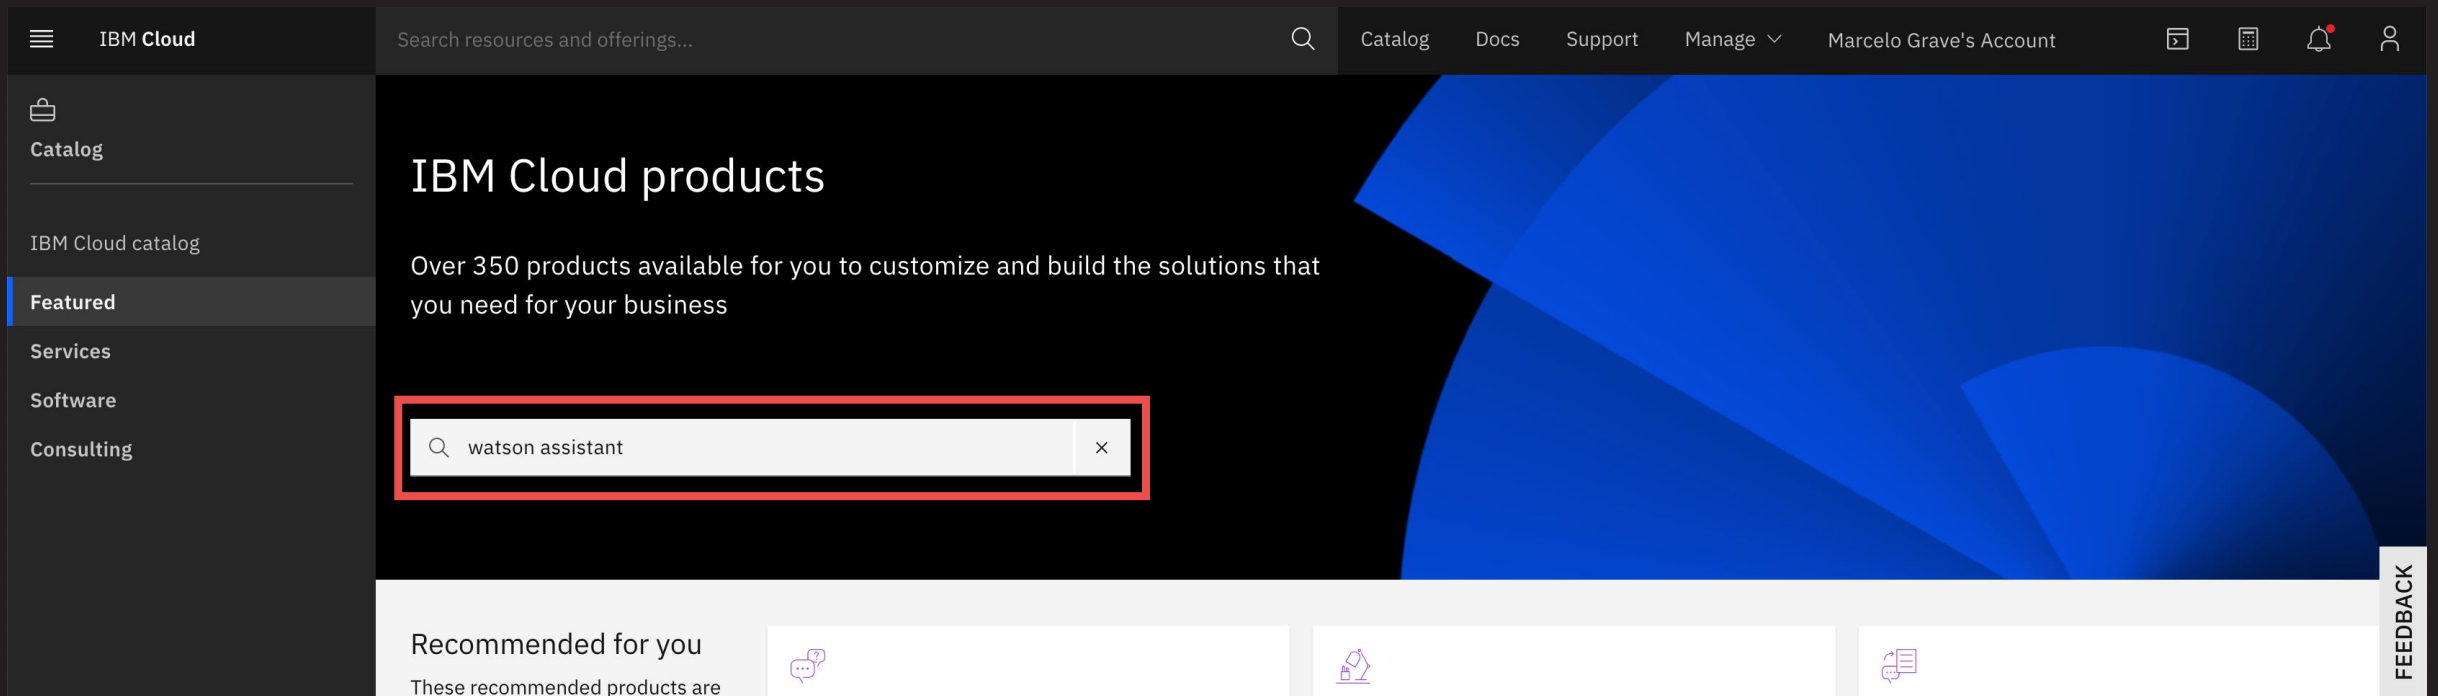 IBM Cloud
Search resources and offerings...
Catalog
Docs
Support
Manage
Marcelo Grave's Account
Catalog
IBM Cloud catalog
Featured
Services
Software
Consulting
IBM Cloud products
Over 350 products available for you to customize and build the solutions that
you need for your business
watson assistant
Recommended for you
These recommended products are
FEEDBACK